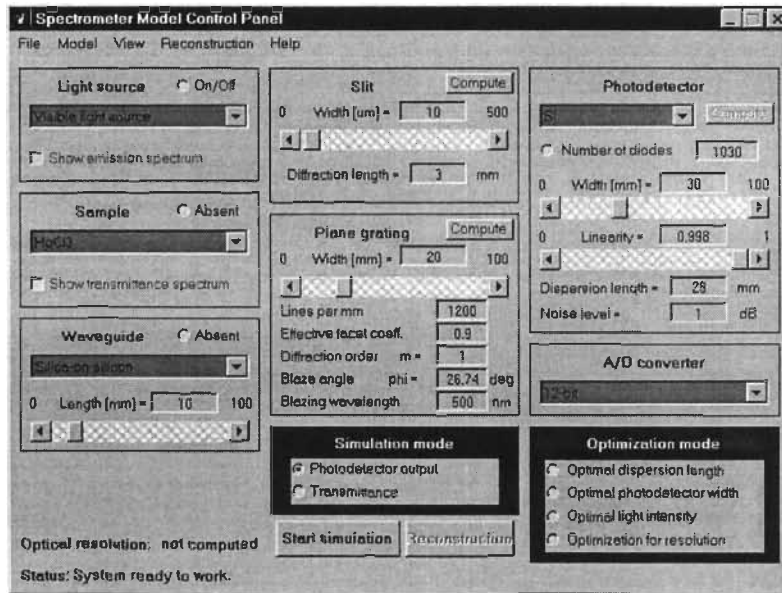 Spectrometer Model Control Panel
File Model View Reconstruction Help
Light source On/Off
Visible light source
Show emission spectrum
Sample Absent
Show transmittance spectrum
Waveguide Absent
Silica-on silicon
0 Length [mm] = 10 100
Optical resolution: not computed
Status: System ready to work.
Slit Compute
0 Width [um] = 10 500
Diffraction length = 3 mm
Plane grating Compute
0 Width [mm] = 20 100
Lines per mm 1200
Effective facet coeff. 0.9
Diffraction order m = 1
Blaze angle phi = 26.74 deg
Blazing wavelength 500 nm
Simulation mode
Photodetector output
Transmittance
Start simulation Reconstruction
Photodetector
Si Compute
Number of diodes 1030
0 Width [mm] = 30 100
0 Linearity = 0.998 1
Dispersion length = 28 mm
Noise level = 1 dB
A/D converter
12-bit
Optimization mode
Optimal dispersion length
Optimal photodetector width
Optimal light intensity
Optimization for resolution